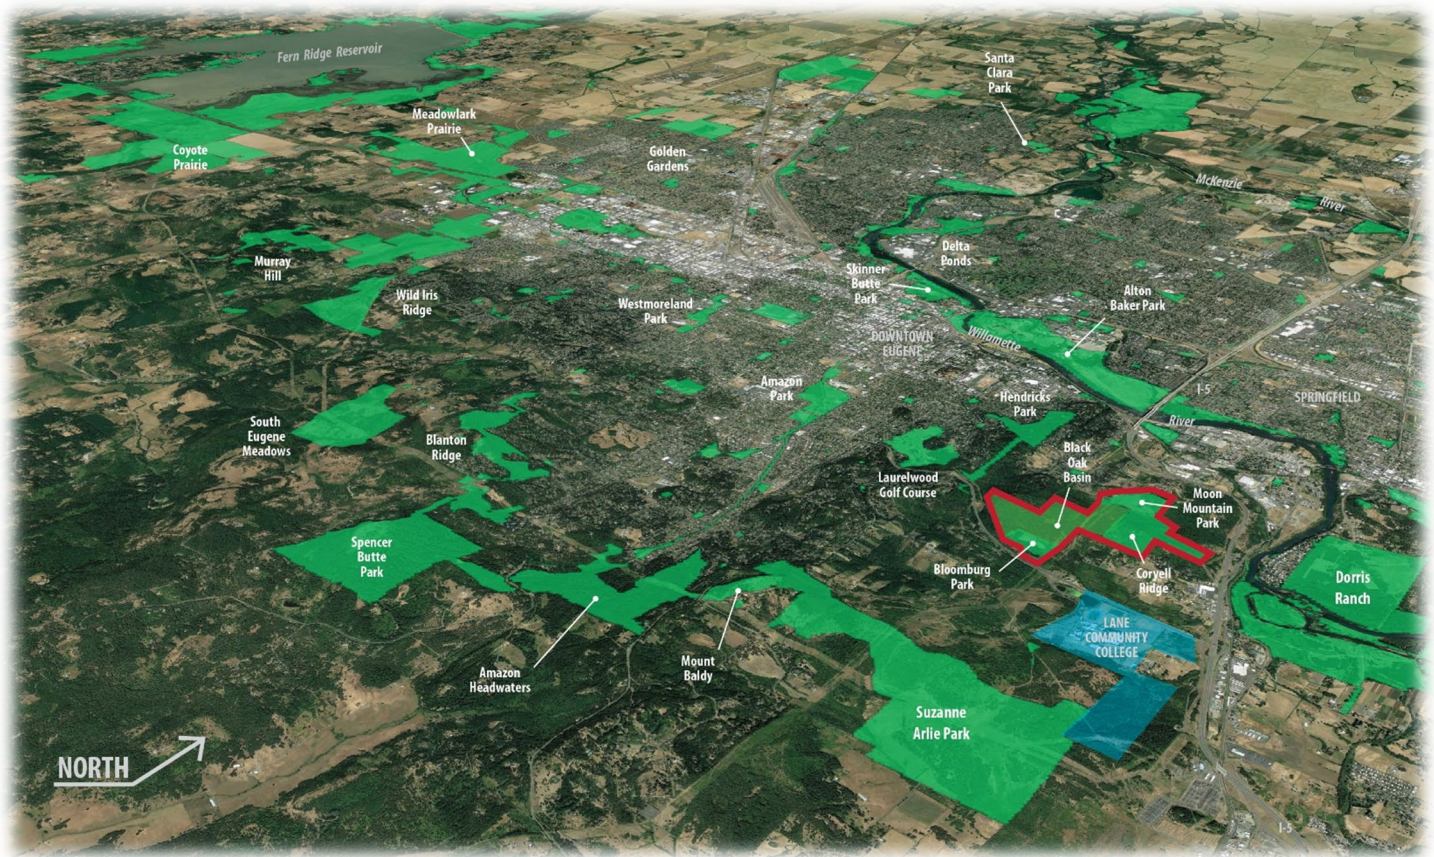 Fern Ridge Reservoir
Santa
Clara
Park
Meadowlark
Prairie
Coyote
Prairie
Golden
Gardens
McKenzie
River
Murray
Hill
Delta
Ponds
Skinner
Butte
Park
Wild Iris
Ridge
Alton
Baker Park
Westmoreland
Park
DOWNTOWN
EUGENE
Willamette
River
I-5
SPRINGFIELD
Amazon
Park
Hendricks
Park
South
Eugene
Meadows
Blanton
Ridge
Black
Oak
Basin
Laurelwood
Golf Course
Moon
Mountain
Park
Spencer
Butte
Park
Bloomburg
Park
Coryell
Ridge
Dorris
Ranch
LANE
COMMUNITY
COLLEGE
Amazon
Headwaters
Mount
Baldy
Suzanne
Arlie Park
NORTH
I-5